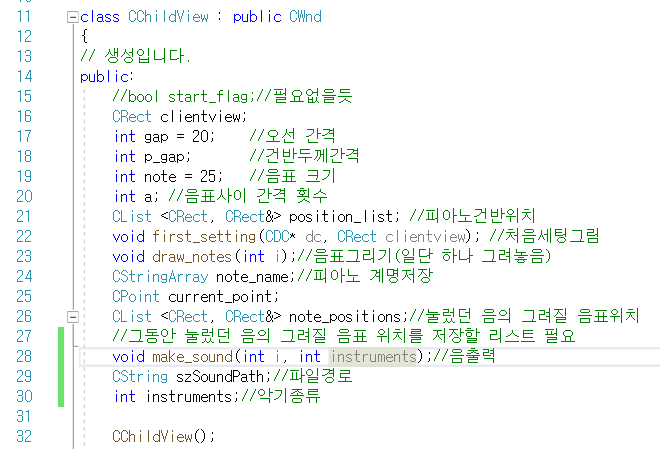 11 class CChildView : public CWnd
12 {
13 // 생성입니다.
14 public:
15 //bool start_flag;//필요없을듯
16 CRect clientview;
17 int gap = 20; //오선 간격
18 int p_gap; //건반두께간격
19 int note = 25; //음표 크기
20 int a; //음표사이 간격 횟수
21 CList <CRect, CRect&> position_list; //피아노건반위치
22 void first_setting(CDC* dc, CRect clientview); //처음세팅그림
23 void draw_notes(int i);//음표그리기(일단 하나 그려놓음)
24 CStringArray note_name;//피아노 계명저장
25 CPoint current_point;
26 CList <CRect, CRect&> note_positions;//눌렀던 음의 그려질 음표위치
27 //그동안 눌렀던 음의 그려질 음표 위치를 저장할 리스트 필요
28 void make_sound(int i, int instruments);//음출력
29 CString szSoundPath;//파일경로
30 int instruments;//악기종류
31
32 CChildView();